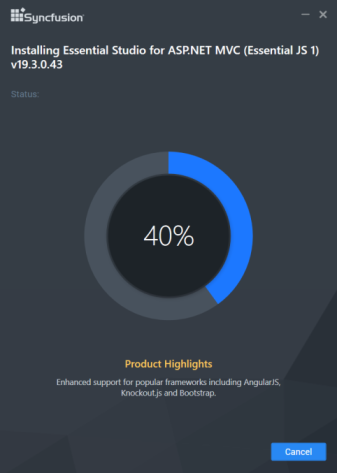 Syncfusion
Installing Essential Studio for ASP.NET MVC (Essential JS 1)
v19.3.0.43
Status:
40%
Product Highlights
Enhanced support for popular frameworks including AngularJS,
Knockout.js and Bootstrap.
Cancel